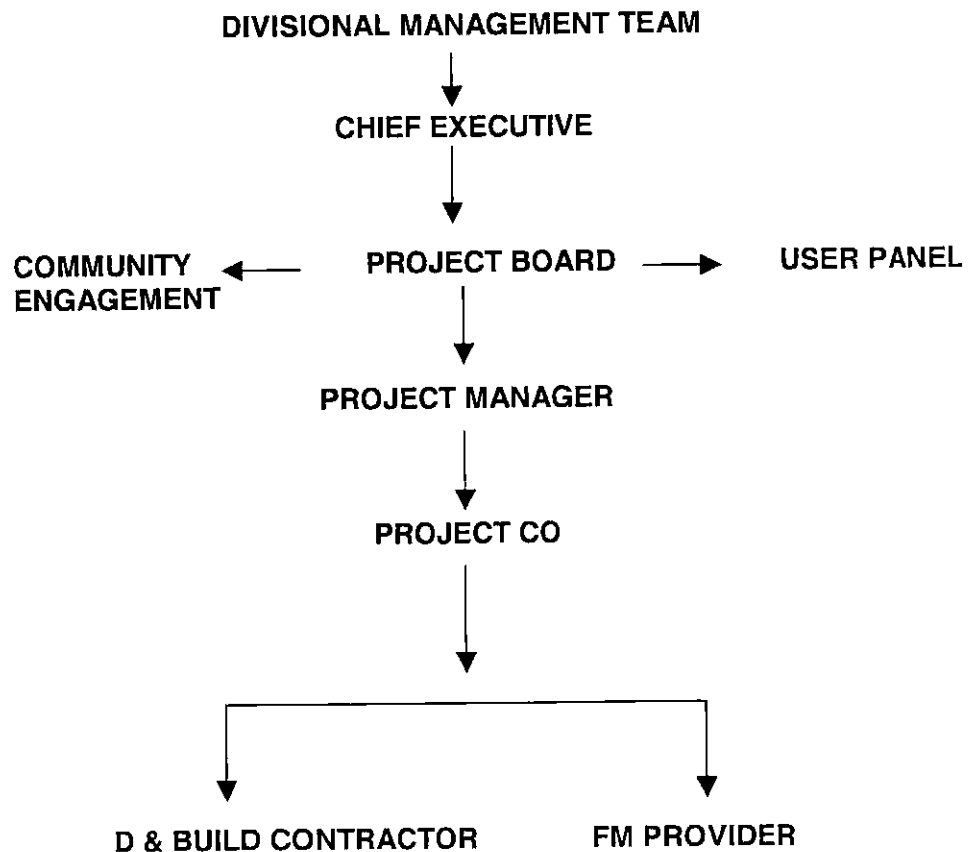 DIVISIONAL MANAGEMENT TEAM
CHIEF EXECUTIVE
COMMUNITY
ENGAGEMENT
PROJECT BOARD
USER PANEL
PROJECT MANAGER
PROJECT CO
D & BUILD CONTRACTOR
FM PROVIDER